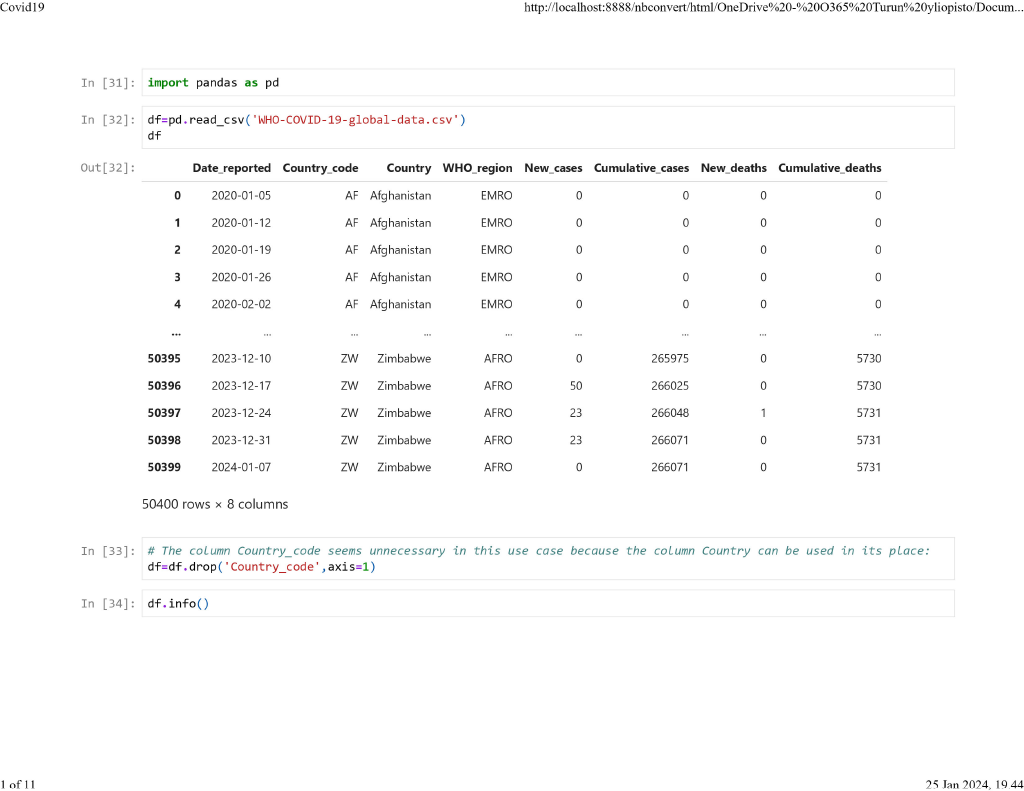 Covid19 http://localhost:8888/nbconvert/html/OneDrive%20-%20O365%20Turun%20yliopisto/Docum...
In [31]: import pandas as pd
In [32]: df=pd.read_csv('WHO-COVID-19-global-data.csv')
df
Out[32]: Date_reported Country_code Country WHO_region New_cases Cumulative_cases New_deaths Cumulative_deaths
0 2020-01-05 AF Afghanistan EMRO 0 0 0 0
1 2020-01-12 AF Afghanistan EMRO 0 0 0 0
2 2020-01-19 AF Afghanistan EMRO 0 0 0 0
3 2020-01-26 AF Afghanistan EMRO 0 0 0 0
4 2020-02-02 AF Afghanistan EMRO 0 0 0 0
... ... ... ... ... ... ... ... ...
50395 2023-12-10 ZW Zimbabwe AFRO 0 265975 0 5730
50396 2023-12-17 ZW Zimbabwe AFRO 50 266025 0 5730
50397 2023-12-24 ZW Zimbabwe AFRO 23 266048 1 5731
50398 2023-12-31 ZW Zimbabwe AFRO 23 266071 0 5731
50399 2024-01-07 ZW Zimbabwe AFRO 0 266071 0 5731
50400 rows × 8 columns
In [33]: # The column Country_code seems unnecessary in this use case because the column Country can be used in its place:
df=df.drop('Country_code',axis=1)
In [34]: df.info()
1 of 11 25 Jan 2024, 19.44